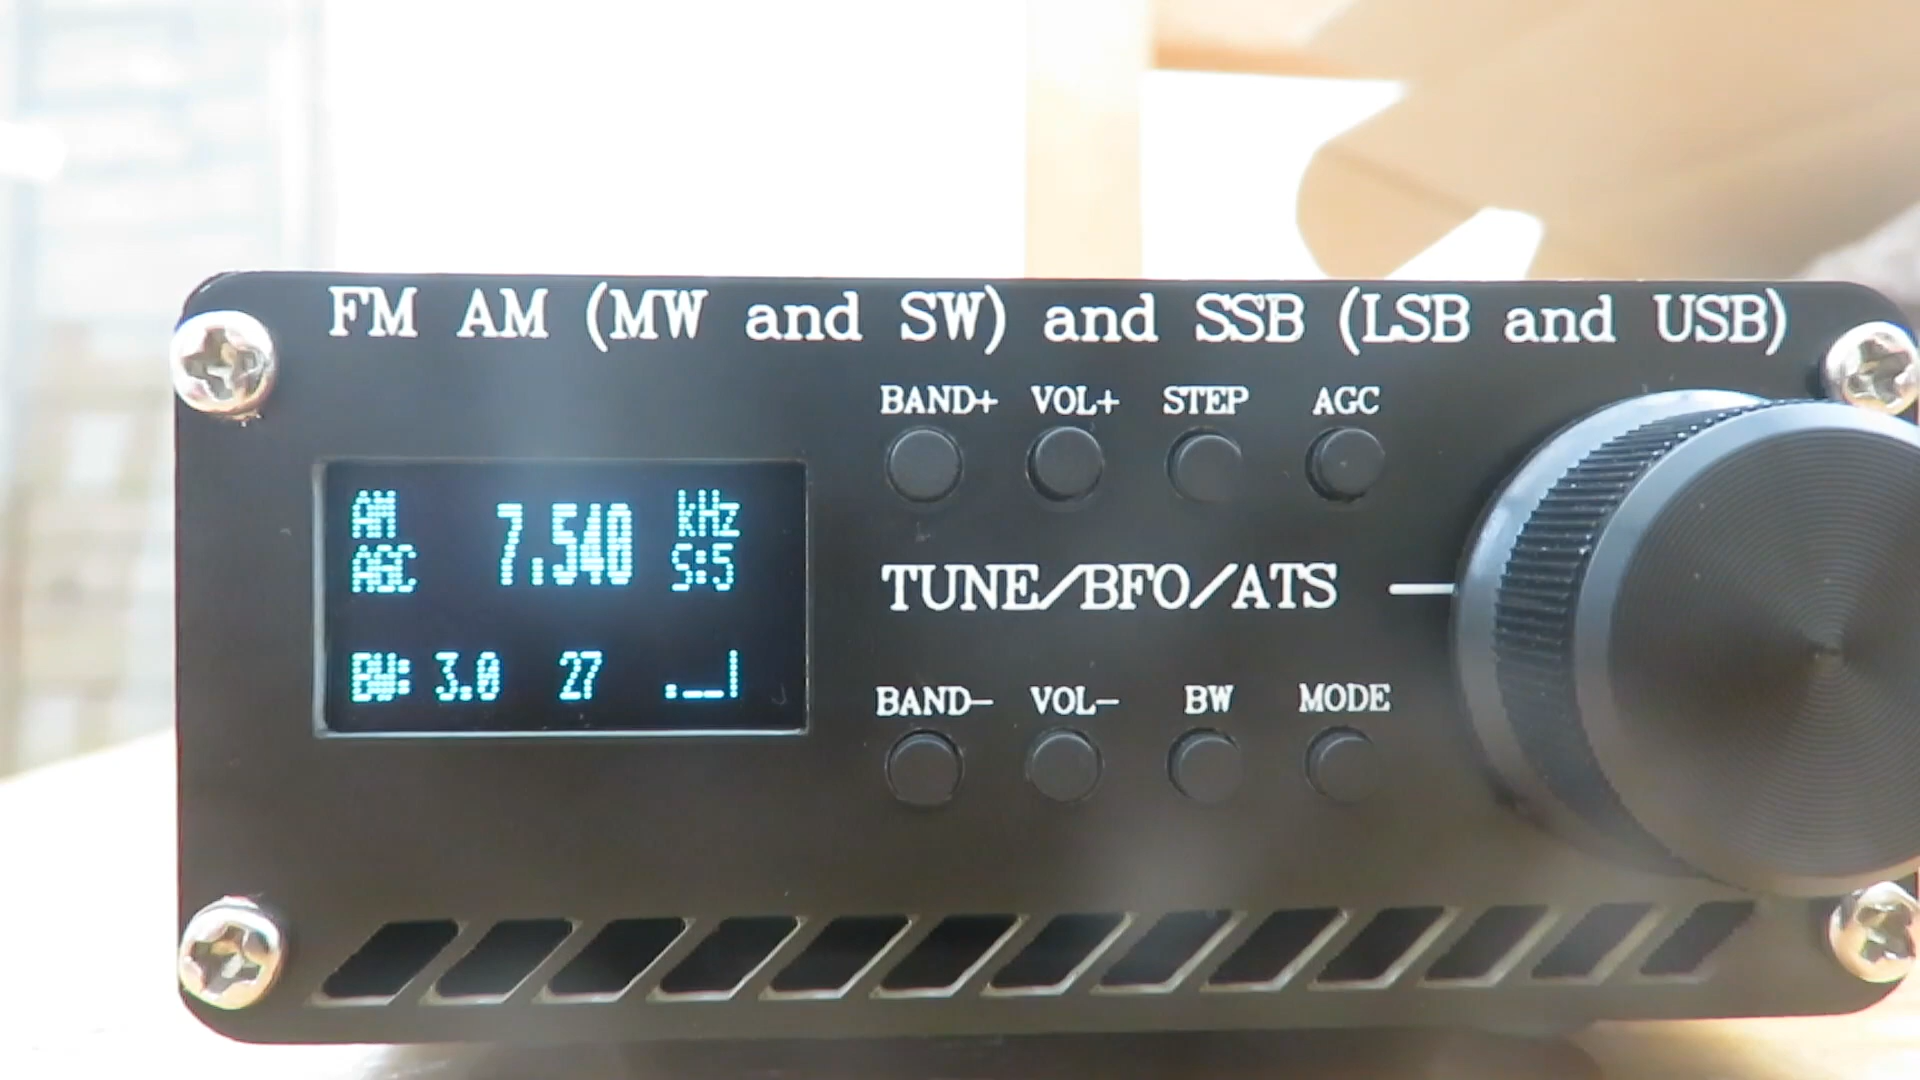 FM AM (MW and SW) and SSB (LSB and USB)
BAND+ VOL+ STEP AGC
AM 7.540 kHz
AGC S:5
TUNE/BFO/ATS
BW: 3.0 27
BAND- VOL- BW MODE